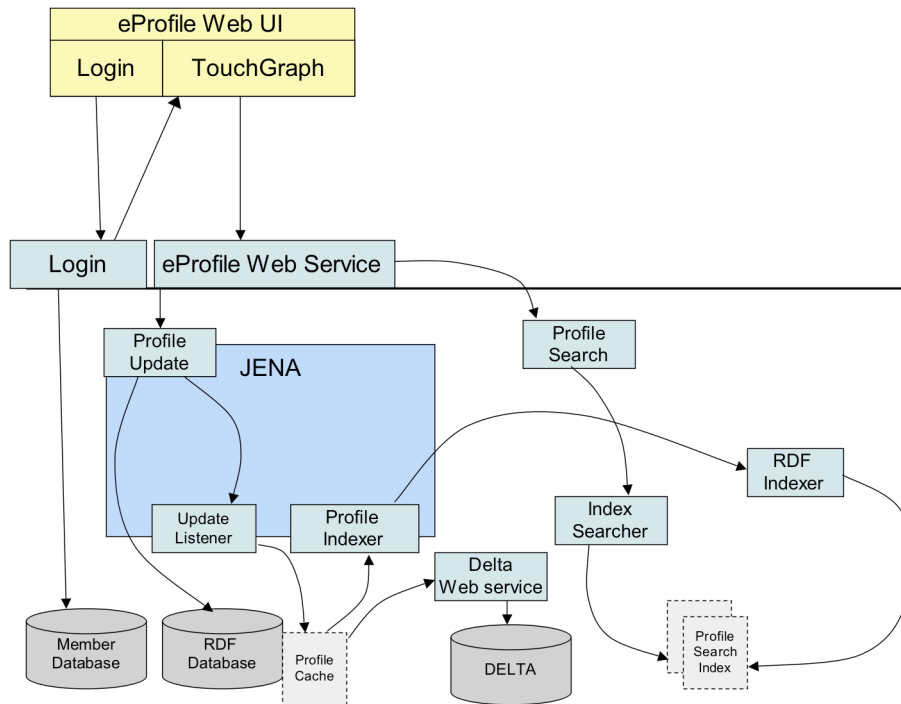 eProfile Web UI
Login
TouchGraph
Login
eProfile Web Service
Profile
Update
JENA
Profile
Search
RDF
Indexer
Update
Listener
Profile
Indexer
Index
Searcher
Delta
Web service
Member
Database
RDF
Database
Profile
Cache
DELTA
Profile
Search
Index